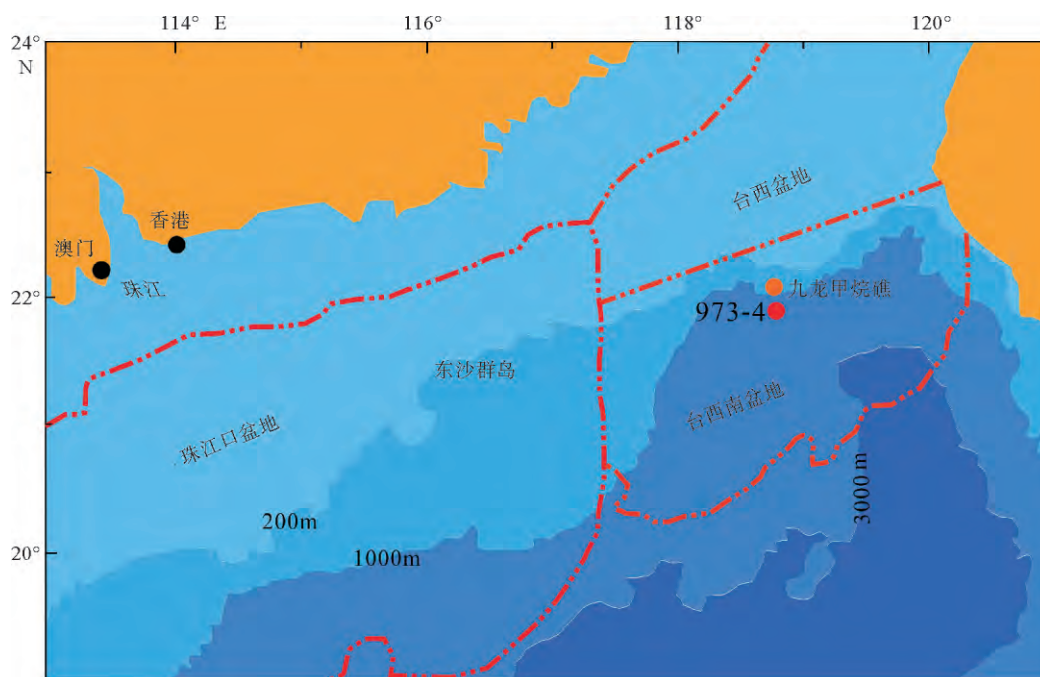 114° E
116°
118°
120°
24°
N
台西盆地
香港
澳门
珠江
22°
九龙甲烷礁
973-4
东沙群岛
台西南盆地
珠江口盆地
3000 m
200m
1000m
20°